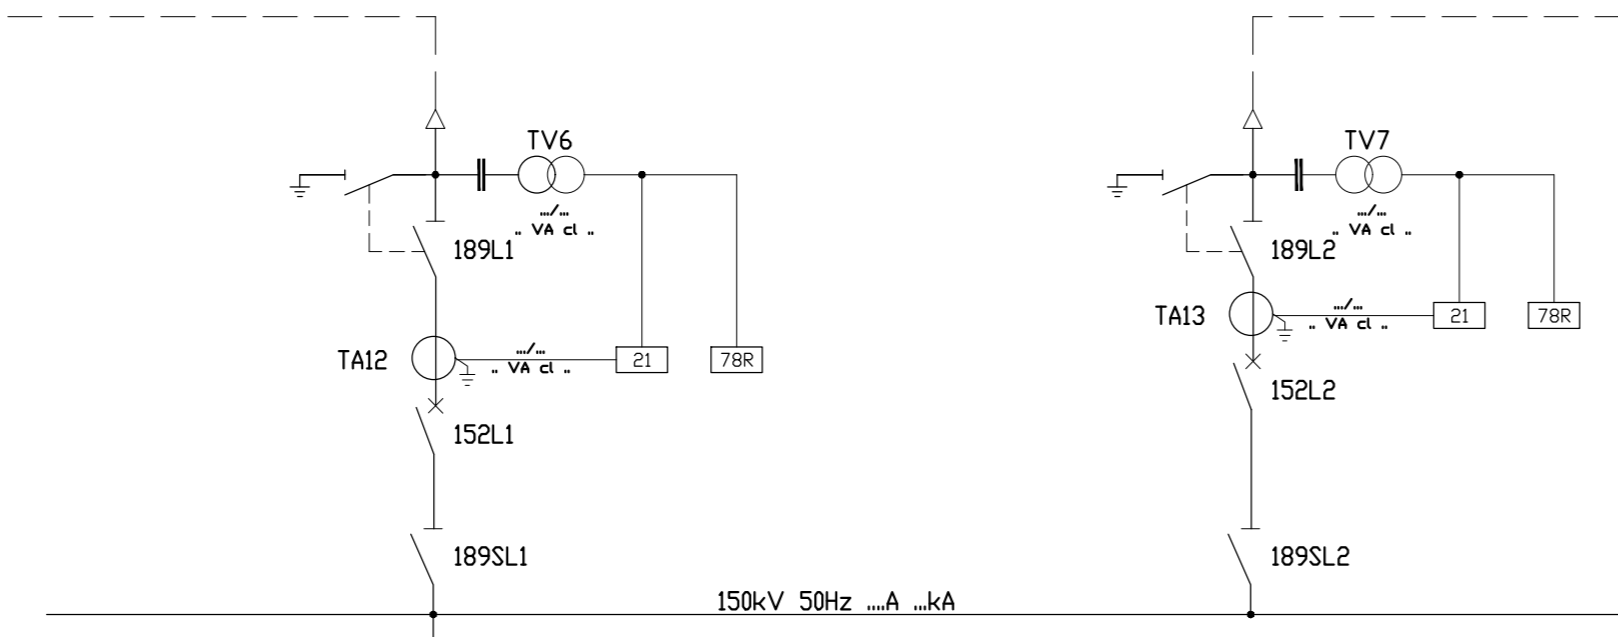 TV6
.../...
.. VA cl ..
189L1
TA12
.../...
.. VA cl ..
21
78R
152L1
189SL1
TV7
.../...
.. VA cl ..
189L2
TA13
.../...
.. VA cl ..
21
78R
152L2
189SL2
150kV 50Hz ....A ...kA